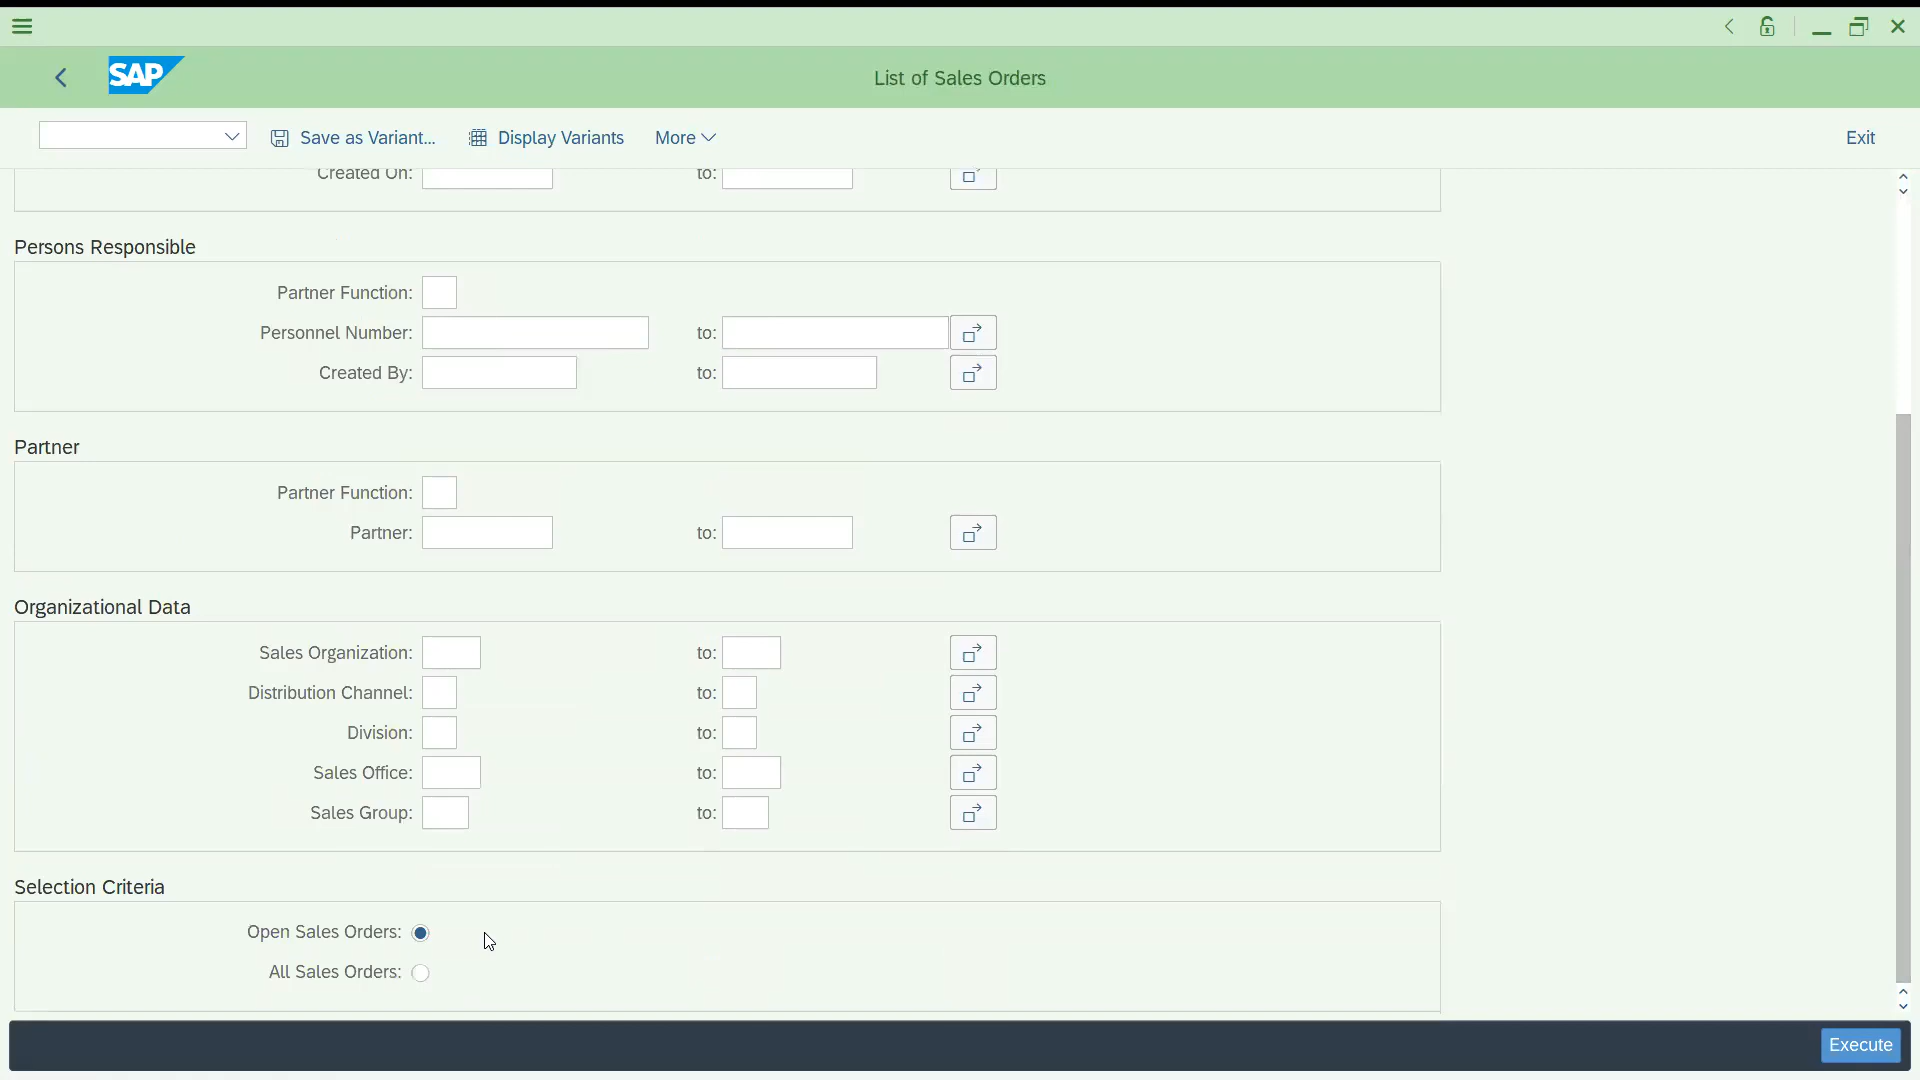 SAP
List of Sales Orders
Save as Variant...
Display Variants
More
Exit
Created On: to:
Persons Responsible
Partner Function:
Personnel Number: to:
Created By: to:
Partner
Partner Function:
Partner: to:
Organizational Data
Sales Organization: to:
Distribution Channel: to:
Division: to:
Sales Office: to:
Sales Group: to:
Selection Criteria
Open Sales Orders:
All Sales Orders:
Execute